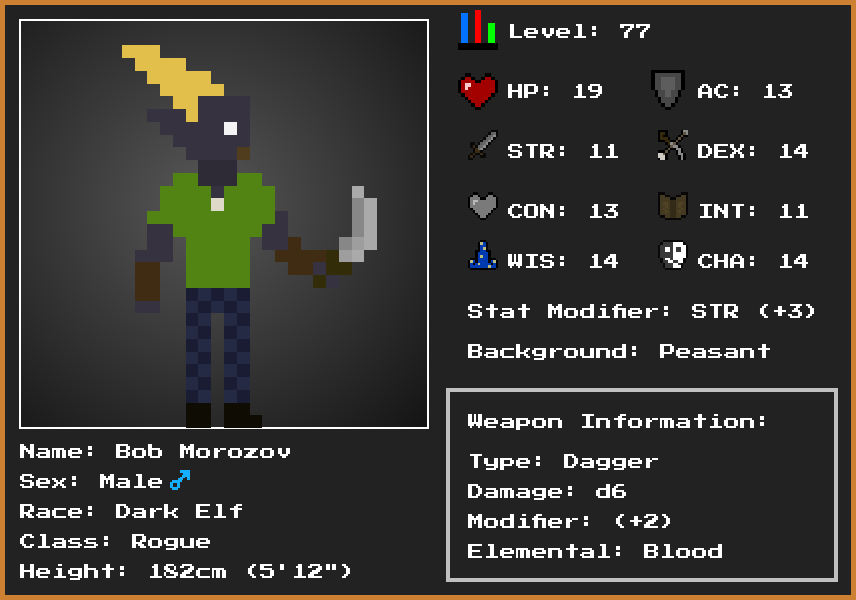 Level: 77
HP: 19 AC: 13
STR: 11 DEX: 14
CON: 13 INT: 11
WIS: 14 CHA: 14
Stat Modifier: STR (+3)
Background: Peasant
Weapon Information:
Type: Dagger
Damage: d6
Modifier: (+2)
Elemental: Blood
Name: Bob Morozov
Sex: Male ♂
Race: Dark Elf
Class: Rogue
Height: 182cm (5'12")